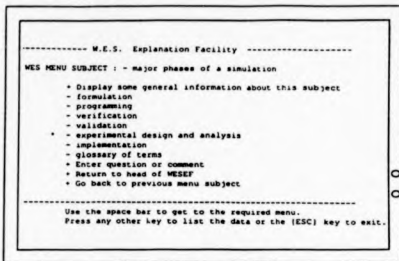 ------------ W.E.S. Explanation Facility ------------------
WES MENU SUBJECT : - major phases of a simulation
+ Display some general information about this subject
- formulation
- programming
- verification
- validation
* - experimental design and analysis
- implementation
- glossary of terms
+ Enter question or comment
+ Return to head of WESEF
+ Go back to previous menu subject
------------------------------------------------------------
Use the space bar to get to the required menu.
Press any other key to list the data or the [ESC] key to exit.